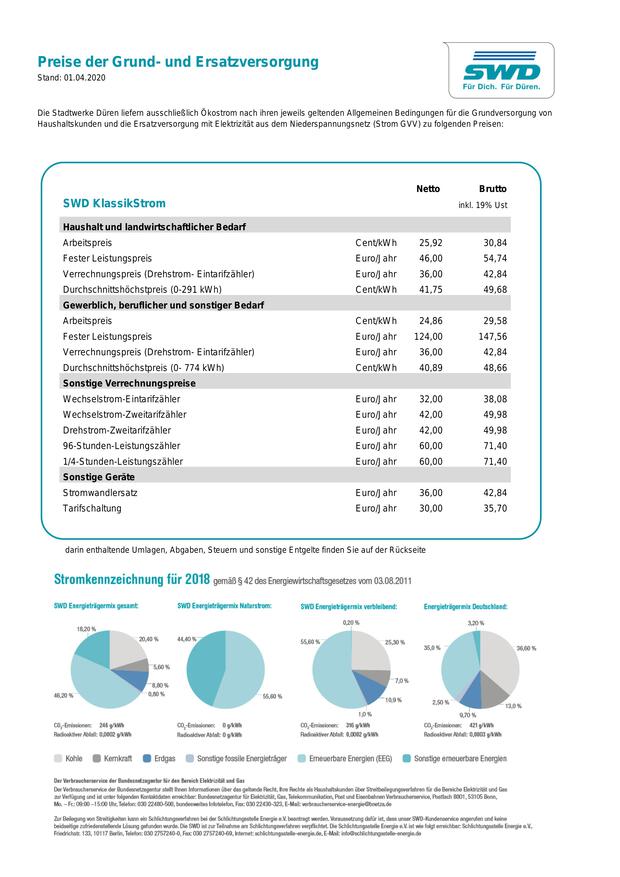 Preise der Grund- und Ersatzversorgung
Stand: 01.04.2020
SWD
Für Dich. Für Düren.
Die Stadtwerke Düren liefern ausschließlich Ökostrom nach ihren jeweils geltenden Allgemeinen Bedingungen für die Grundversorgung von
Haushaltskunden und die Ersatzversorgung mit Elektrizität aus dem Niederspannungsnetz (Strom GVV) zu folgenden Preisen:
Netto Brutto
SWD KlassikStrom inkl. 19% Ust
Haushalt und landwirtschaftlicher Bedarf
Arbeitspreis Cent/kWh 25,92 30,84
Fester Leistungspreis Euro/Jahr 46,00 54,74
Verrechnungspreis (Drehstrom- Eintarifzähler) Euro/Jahr 36,00 42,84
Durchschnittshöchstpreis (0-291 kWh) Cent/kWh 41,75 49,68
Gewerblich, beruflicher und sonstiger Bedarf
Arbeitspreis Cent/kWh 24,86 29,58
Fester Leistungspreis Euro/Jahr 124,00 147,56
Verrechnungspreis (Drehstrom- Eintarifzähler) Euro/Jahr 36,00 42,84
Durchschnittshöchstpreis (0- 774 kWh) Cent/kWh 40,89 48,66
Sonstige Verrechnungspreise
Wechselstrom-Eintarifzähler Euro/Jahr 32,00 38,08
Wechselstrom-Zweitarifzähler Euro/Jahr 42,00 49,98
Drehstrom-Zweitarifzähler Euro/Jahr 42,00 49,98
96-Stunden-Leistungszähler Euro/Jahr 60,00 71,40
1/4-Stunden-Leistungszähler Euro/Jahr 60,00 71,40
Sonstige Geräte
Stromwandlersatz Euro/Jahr 36,00 42,84
Tarifschaltung Euro/Jahr 30,00 35,70
darin enthaltende Umlagen, Abgaben, Steuern und sonstige Entgelte finden Sie auf der Rückseite
Stromkennzeichnung für 2018 gemäß § 42 des Energiewirtschaftsgesetzes vom 03.08.2011
SWD Energieträgermix gesamt: SWD Energieträgermix Naturstrom: SWD Energieträgermix verbleibend: Energieträgermix Deutschland:
18,20 %
20,40 %
5,60 %
8,80 %
0,80 %
46,20 %
44,40 %
55,60 %
0,20 %
55,60 %
25,30 %
7,0 %
10,9 %
1,0 %
3,20 %
35,0 %
36,60 %
13,0 %
9,70 %
2,50 %
CO2-Emissionen: 246 g/kWh CO2-Emissionen: 0 g/kWh CO2-Emissionen: 316 g/kWh CO2-Emissionen: 421 g/kWh
Radioaktiver Abfall: 0,0002 g/kWh Radioaktiver Abfall: 0 g/kWh Radioaktiver Abfall: 0,0002 g/kWh Radioaktiver Abfall: 0,0003 g/kWh
Kohle Kernkraft Erdgas Sonstige fossile Energieträger Erneuerbare Energien (EEG) Sonstige erneuerbare Energien
Der Verbraucherservice der Bundesnetzagentur für den Bereich Elektrizität und Gas
Der Verbraucherservice der Bundesnetzagentur stellt Ihnen Informationen über das geltende Recht, Ihre Rechte als Haushaltskunden über Streitbeilegungsverfahren für die Bereiche Elektrizität und Gas
zur Verfügung und ist unter folgenden Kontaktdaten erreichbar: Bundesnetzagentur für Elektrizität, Gas, Telekommunikation, Post und Eisenbahnen Verbraucherservice, Postfach 8001, 53105 Bonn,
Mo. – Fr.: 09:00 –15:00 Uhr, Telefon: 030 22480-500, bundesweites Infotelefon, Fax: 030 22430-323, E-Mail: verbraucherservice-energie@bnetza.de
Zur Beilegung von Streitigkeiten kann ein Schlichtungsverfahren bei der Schlichtungsstelle Energie e.V. beantragt werden. Voraussetzung dafür ist, dass unser SWD-Kundenservice angerufen und keine
beidseitige zufriedenstellende Lösung gefunden wurde. Die SWD ist zur Teilnahme am Schlichtungsverfahren verpflichtet. Die Schlichtungsstelle Energie e.V. ist wie folgt erreichbar: Schlichtungsstelle Energie e.V.,
Friedrichstr. 133, 10117 Berlin, Telefon: 030 2757240-0, Fax: 030 2757240-69, Internet: schlichtungsstelle-energie.de, E-Mail: info@schlichtungsstelle-energie.de